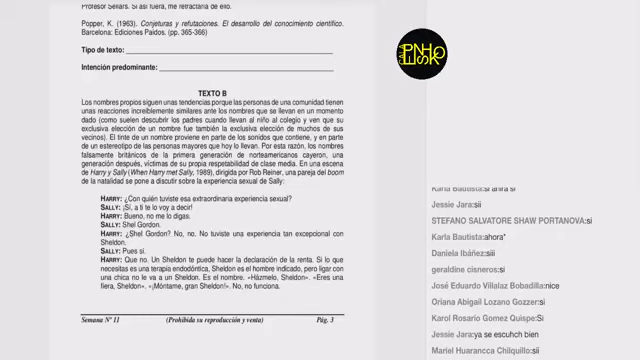 Profesor Sellars. Si así fuera, me retractaría de ello.
Popper, K. (1963). Conjeturas y refutaciones. El desarrollo del conocimiento científico.
Barcelona: Ediciones Paidos. (pp. 365-366)
Tipo de texto:
Intención predominante:
TEXTO B
Los nombres propios siguen unas tendencias porque las personas de una comunidad tienen
unas reacciones increíblemente similares ante los nombres que se llevan en un momento
dado (como suelen descubrir los padres cuando llevan al niño al colegio y ven que su
exclusiva elección de un nombre fue también la exclusiva elección de muchos de sus
vecinos). El tinte de un nombre proviene en parte de los sonidos que contiene, y en parte
de un estereotipo de las personas mayores que hoy lo llevan. Por esta razón, los nombres
falsamente británicos de la primera generación de norteamericanos cayeron, una
generación después, víctimas de su propia respetabilidad de clase media. En una escena
de Harry y Sally (When Harry met Sally, 1989), dirigida por Rob Reiner, una pareja del boom
de la natalidad se pone a discutir sobre la experiencia sexual de Sally:
HARRY: ¿Con quién tuviste esa extraordinaria experiencia sexual?
SALLY: ¡Sí, a ti te lo voy a decir!
HARRY: Bueno, no me lo digas.
SALLY: Shel Gordon.
HARRY: ¿Shel Gordon? No, no. No tuviste una experiencia tan excepcional con
Sheldon.
SALLY: Pues sí.
HARRY: Que no. Un Sheldon te puede hacer la declaración de la renta. Si lo que
necesitas es una terapia endodóntica, Sheldon es el hombre indicado, pero ligar con
una chica no le va a un Sheldon. Es el nombre. «Házmelo, Sheldon». «Eres una
fiera, Sheldon». «¡Móntame, gran Sheldon!». No, no funciona.
Semana Nº 11 (Prohibida su reproducción y venta) Pág. 3
Karla Bautista:si ahira si
Jessie Jara:sii
STEFANO SALVATORE SHAW PORTANOVA:si
Karla Bautista:ahora*
Daniela Ibáñez:siii
geraldine cisneros:si
José Eduardo Villalaz Bobadilla:nice
Oriana Abigail Lozano Gozzer:si
Karol Rosario Gomez Quispe:Si
Jessie Jara:ya se escuhch bien
Mariel Huarancca Chilquillo:sii